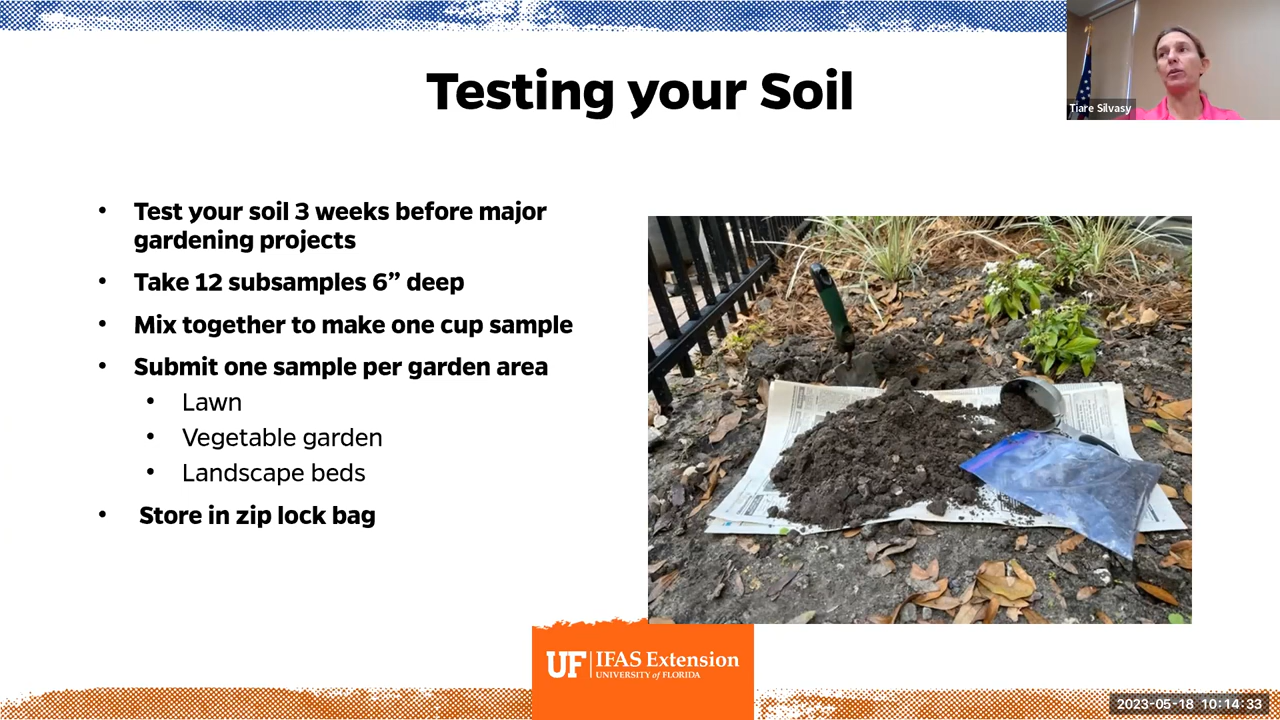 Testing your Soil
Tiare Silvasy
• Test your soil 3 weeks before major
gardening projects
• Take 12 subsamples 6” deep
• Mix together to make one cup sample
• Submit one sample per garden area
• Lawn
• Vegetable garden
• Landscape beds
• Store in zip lock bag
UF | IFAS Extension
UNIVERSITY of FLORIDA
2023-05-18 10:14:33